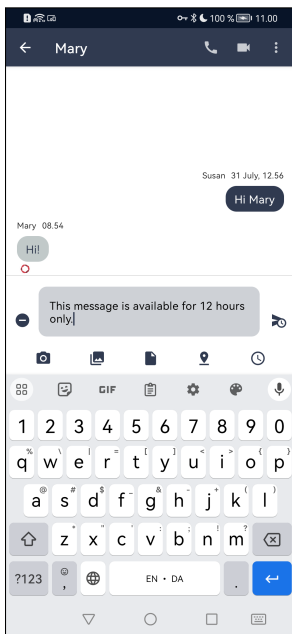 100 % 11.00
Mary
Susan 31 July, 12.56
Hi Mary
Mary 08.54
Hi!
This message is available for 12 hours
only.
GIF
1 2 3 4 5 6 7 8 9 0
q % w ^ e | r = t [ y ] u < i > o { p }
a @ s # d $ f - g & h - j + k ( l )
z * x " c ' v : b ; n ! m ?
?123 , EN • DA .